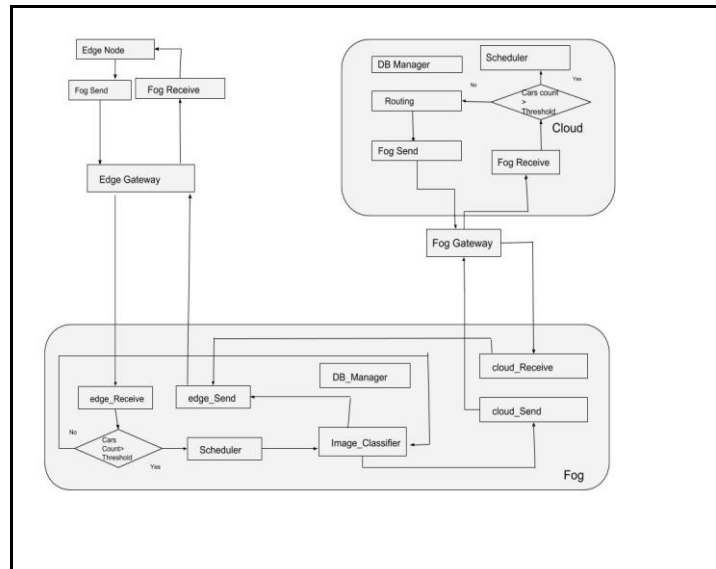 Edge Node
Fog Send
Fog Receive
Edge Gateway
DB Manager
Scheduler
No
Yes
Routing
Cars count
>
Threshold
Cloud
Fog Send
Fog Receive
Fog Gateway
DB_Manager
cloud_Receive
edge_Receive
edge_Send
cloud_Send
No
Cars
Count>
Threshold
Yes
Scheduler
Image_Classifier
Fog